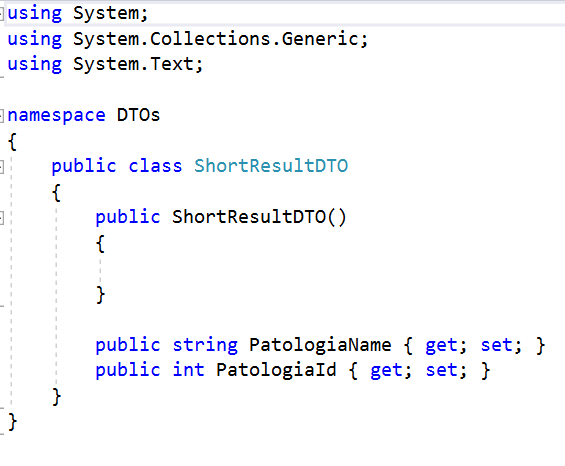 using System;
using System.Collections.Generic;
using System.Text;

namespace DTOs
{
    public class ShortResultDTO
    {
        public ShortResultDTO()
        {

        }

        public string PatologiaName { get; set; }
        public int PatologiaId { get; set; }
    }
}